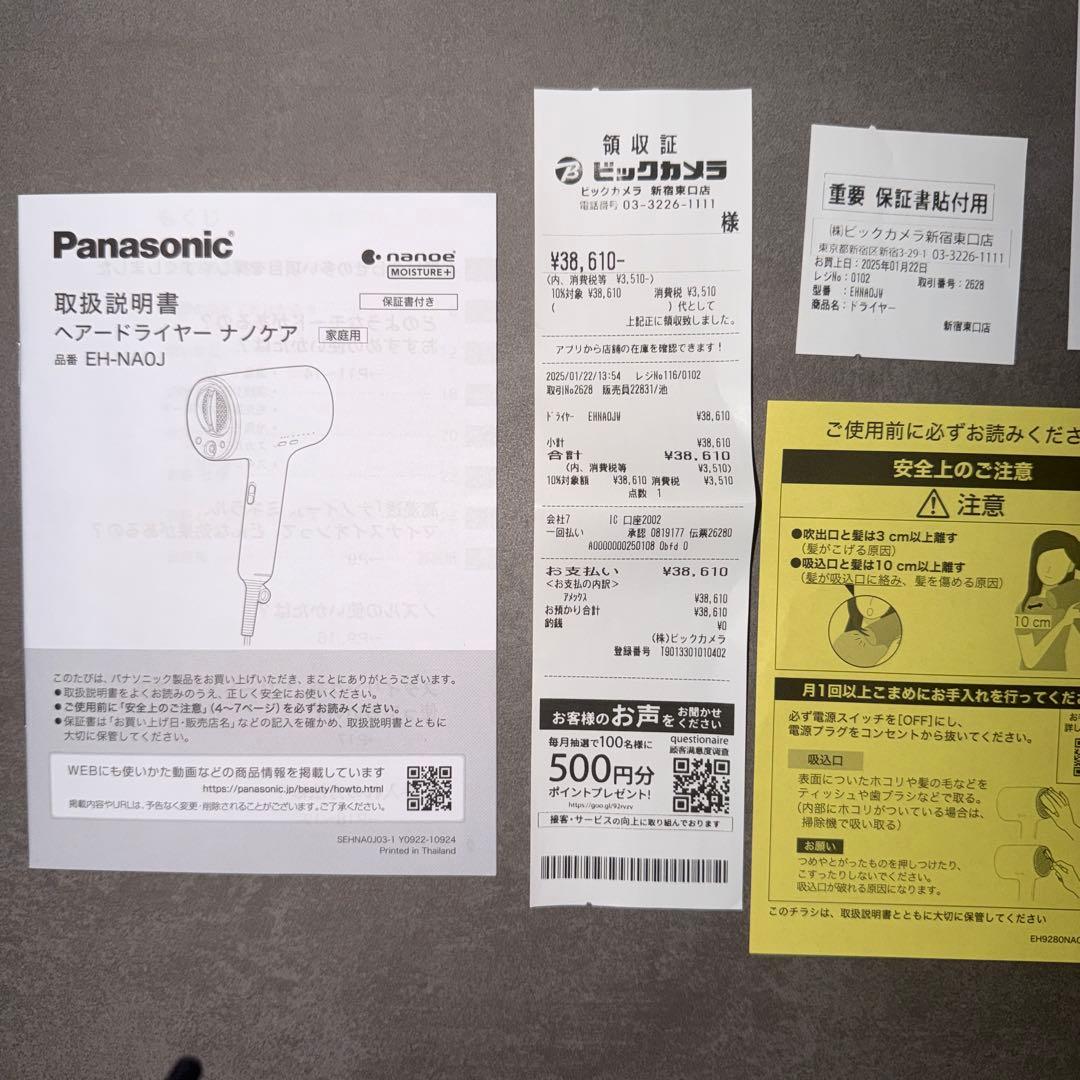 Panasonic®
nanoe™
MOISTURE+
取扱説明書
保証書付き
ヘアードライヤー ナノケア 家庭用
品番 EH-NA0J
このたびは、パナソニック製品をお買い上げいただき、まことにありがとうございます。
●取扱説明書をよくお読みのうえ、正しく安全にお使いください。
●ご使用前に「安全上のご注意」(4~7ページ)を必ずお読みください。
●保証書は「お買い上げ日・販売店名」などの記入を確かめ、取扱説明書とともに
大切に保管してください。
WEBにも使いかた動画などの商品情報を掲載しています
https://panasonic.jp/beauty/howto.html
掲載内容やURLは、予告なく変更・削除されることがございます。ご了承ください。
SEHNA0J03-1 Y0922-10924
Printed in Thailand
領収証
ビックカメラ
ビックカメラ 新宿東口店
電話番号 03-3226-1111
様
¥38,610-
(内、消費税等 ¥3,510-)
10%対象 ¥38,610 消費税 ¥3,510
( )代として
上記正に領収致しました。
アプリから店舗の在庫を確認できます!
2025/01/22/13:54 レジNo116/0102
取引No2628 販売員22831/池
ドライヤー EHNA0JW ¥38,610
小計 ¥38,610
合計 ¥38,610
(内、消費税等 ¥3,510)
10%対象額 ¥38,610 消費税 ¥3,510
点数 1
会社7 IC 口座2002
一回払い 承認 0819177 伝票26280
A0000000250108 0bfd 0
お支払い ¥38,610
<お支払の内訳>
アメックス ¥38,610
お預かり合計 ¥38,610
釣銭 ¥0
(株)ビックカメラ
登録番号 T9013301010402
お客様のお声をお聞かせください
毎月抽選で100名様に
500円分
ポイントプレゼント!
https://goo.gl/92rvzv
questionaire
顧客満意度調査
接客・サービスの向上に取り組んでおります
重要 保証書貼付用
(株)ビックカメラ新宿東口店
東京都新宿区新宿3-29-1 03-3226-1111
お買上日:2025年01月22日
レジNo:0102 取引番号:2628
型番 :EHNA0JW
商品名:ドライヤー
新宿東口店
ご使用前に必ずお読みくださ
安全上のご注意
注意
●吹出口と髪は3 cm以上離す
(髪がこげる原因)
●吸込口と髪は10 cm以上離す
(髪が吸込口に絡み、髪を傷める原因)
10 cm
月1回以上こまめにお手入れを行ってくだ
必ず電源スイッチを[OFF]にし、
電源プラグをコンセントから抜いてください。
吸込口
表面についたホコリや髪の毛などを
ティッシュや歯ブラシなどで取る。
(内部にホコリがついている場合は、
掃除機で吸い取る)
お願い
つめやとがったものを押しつけたり、
こすったりしないでください。
吸込口が破れる原因になります。
このチラシは、取扱説明書とともに大切に保管してください